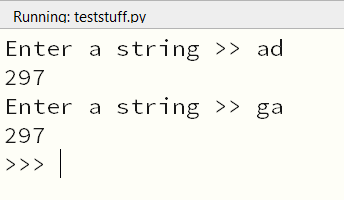 Running: teststuff.py
Enter a string >> ad
297
Enter a string >> ga
297
>>>